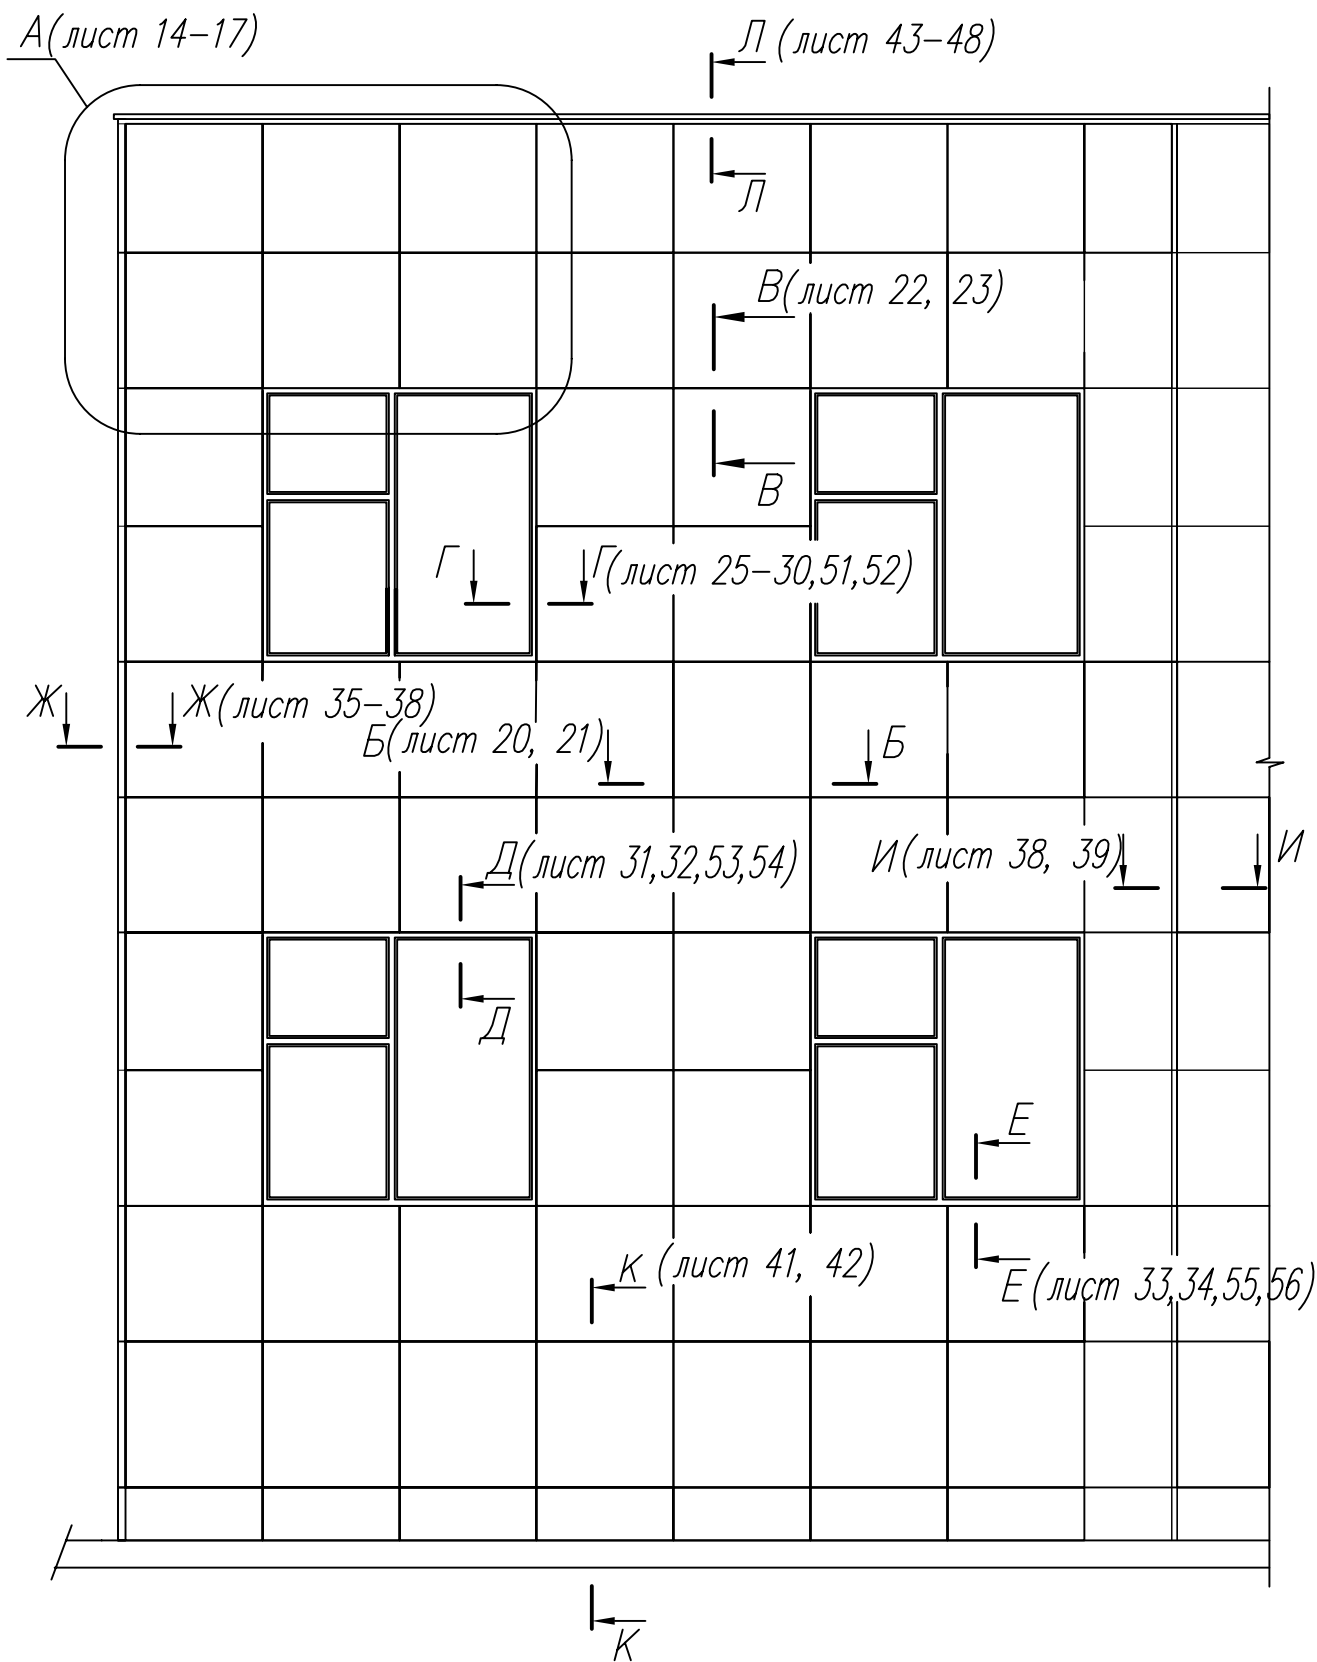 А(лист 14-17)
Л (лист 43-48)
Л
В(лист 22, 23)
В
Г
Г(лист 25-30,51,52)
Ж
Ж(лист 35-38)
Б(лист 20, 21)
Б
Д(лист 31,32,53,54)
И(лист 38, 39)
И
Д
Е
К (лист 41, 42)
Е (лист 33,34,55,56)
К